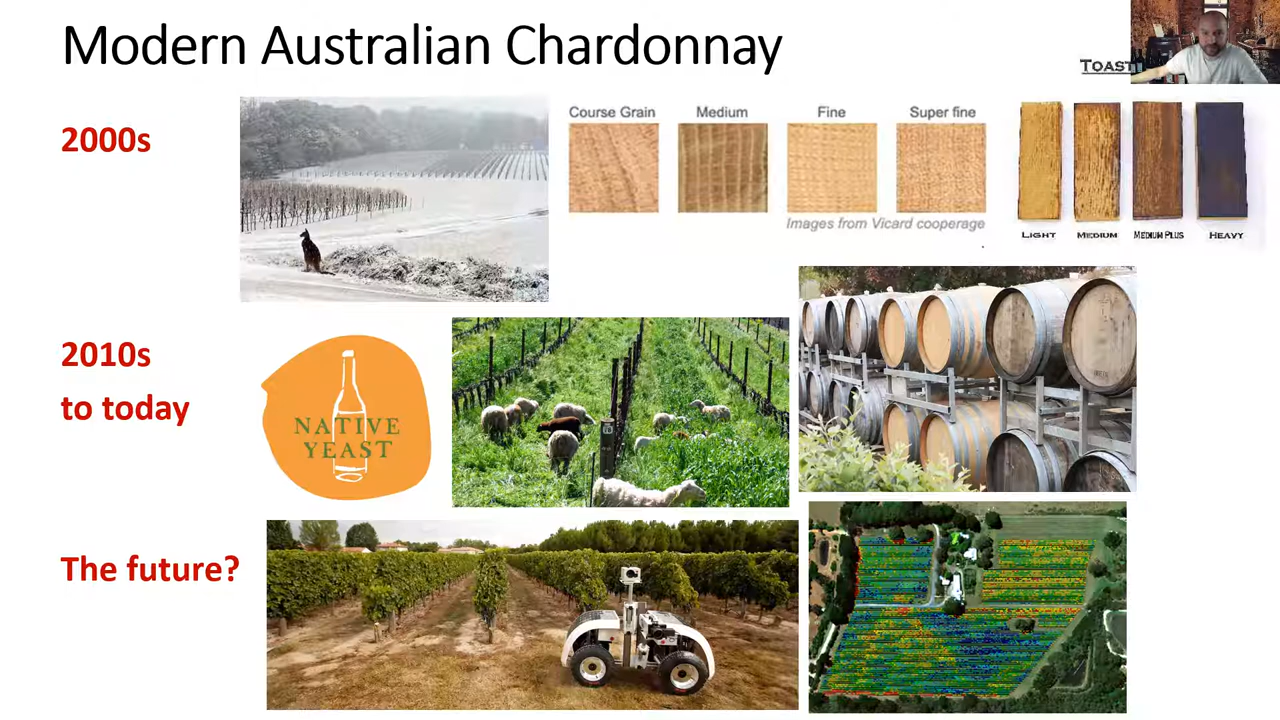 Modern Australian Chardonnay
TOAST
2000s
Course Grain
Medium
Fine
Super fine
Images from Vicard cooperage
LIGHT
MEDIUM
MEDIUM PLUS
HEAVY
2010s
to today
NATIVE
YEAST
The future?